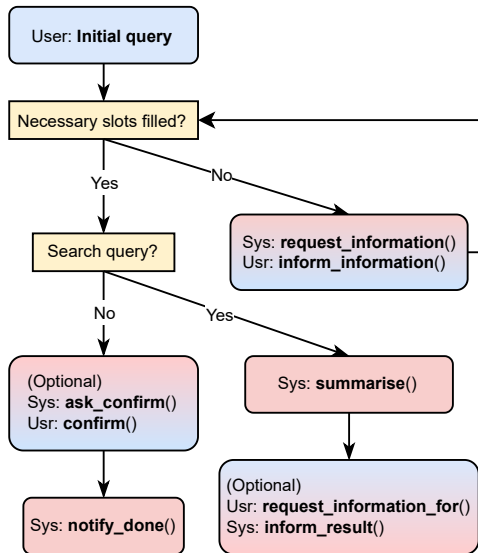 User: Initial query
Necessary slots filled?
Yes
No
Sys: request_information()
Usr: inform_information()
Search query?
No
Yes
(Optional)
Sys: ask_confirm()
Usr: confirm()
Sys: summarise()
Sys: notify_done()
(Optional)
Usr: request_information_for()
Sys: inform_result()